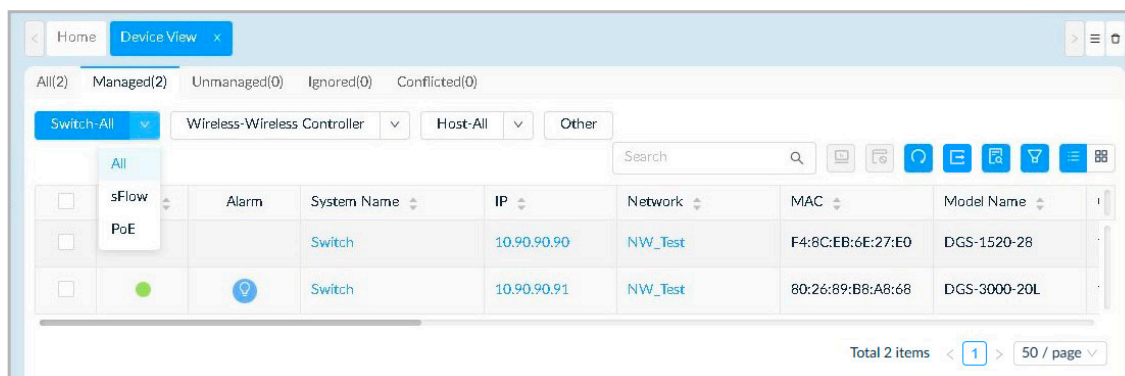 Home Device View ×
All(2) Managed(2) Unmanaged(0) Ignored(0) Conflicted(0)
Switch-All Wireless-Wireless Controller Host-All Other
All
Search
sFlow
PoE
Alarm System Name IP Network MAC Model Name
Switch 10.90.90.90 NW_Test F4:8C:EB:6E:27:E0 DGS-1520-28
Switch 10.90.90.91 NW_Test 80:26:89:B8:A8:68 DGS-3000-20L
Total 2 items < 1 > 50 / page